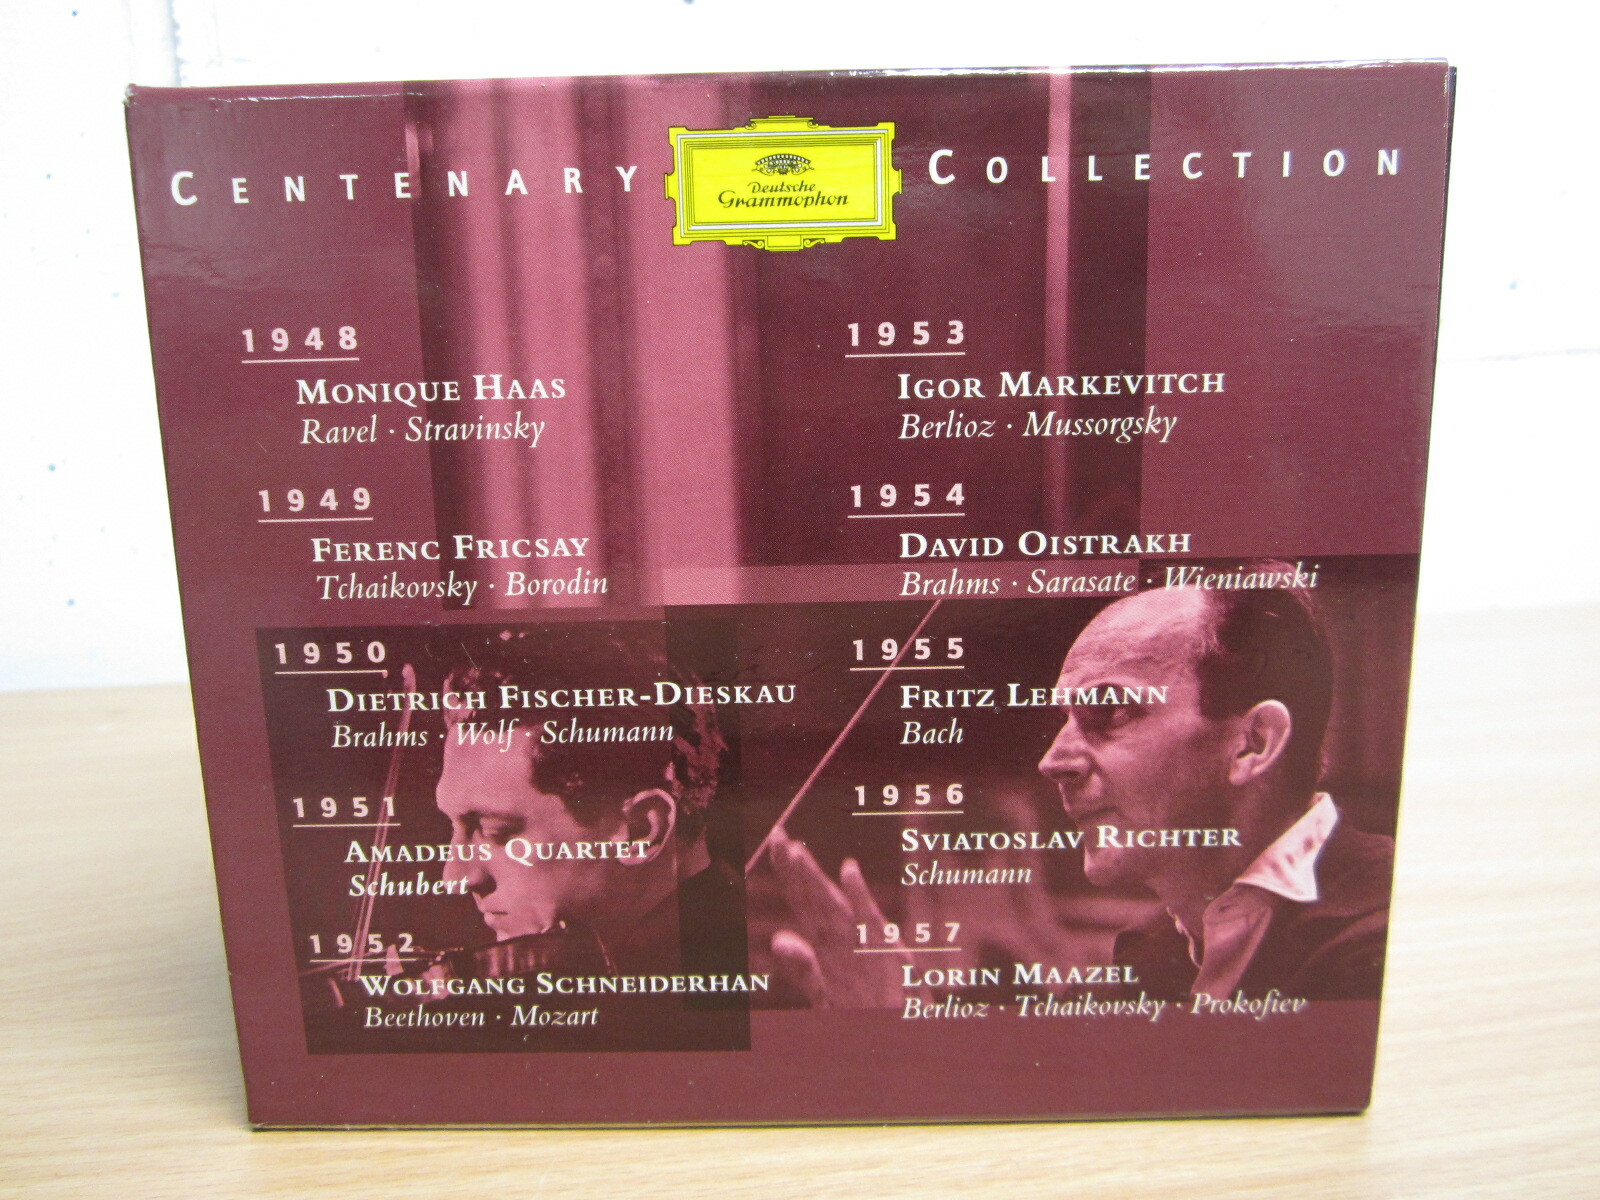 CENTENARY
Deutsche
Grammophon
COLLECTION
1948
MONIQUE HAAS
Ravel · Stravinsky
1949
FERENC FRICSAY
Tchaikovsky · Borodin
1950
DIETRICH FISCHER-DIESKAU
Brahms · Wolf · Schumann
1951
AMADEUS QUARTET
Schubert
1952
WOLFGANG SCHNEIDERHAN
Beethoven · Mozart
1953
IGOR MARKEVITCH
Berlioz · Mussorgsky
1954
DAVID OISTRAKH
Brahms · Sarasate · Wieniawski
1955
FRITZ LEHMANN
Bach
1956
SVIATOSLAV RICHTER
Schumann
1957
LORIN MAAZEL
Berlioz · Tchaikovsky · Prokofiev